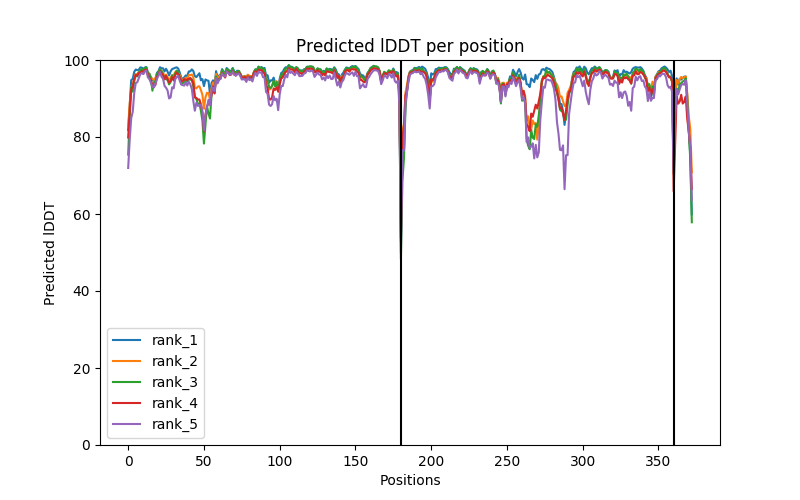 Predicted lDDT per position
Predicted lDDT
100
80
60
40
20
0
rank_1
rank_2
rank_3
rank_4
rank_5
0 50 100 150 200 250 300 350
Positions